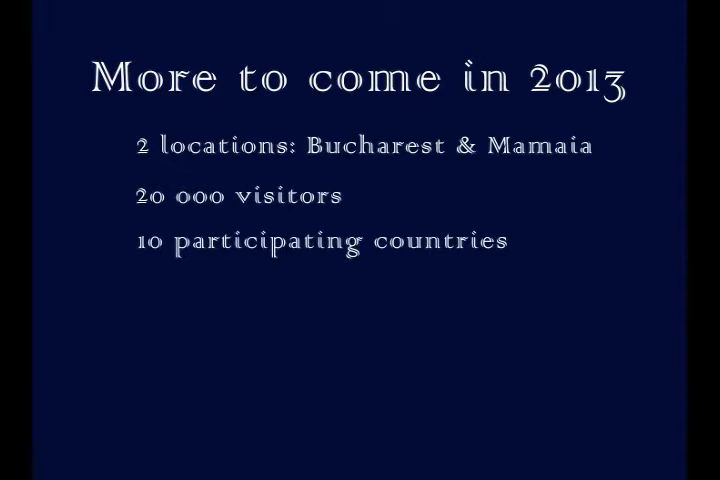 More to come in 2013
2 locations: Bucharest & Mamaia
20 000 visitors
10 participating countries